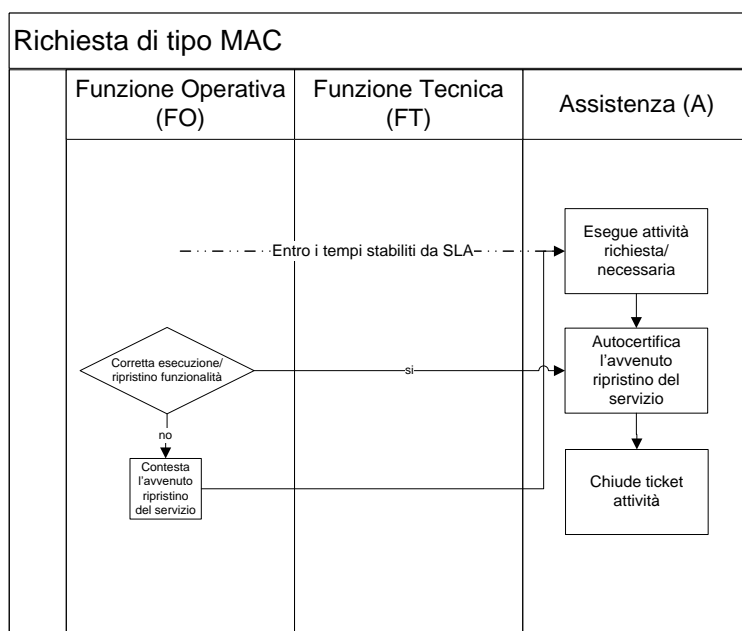 Richiesta di tipo MAC
Funzione Operativa
(FO)
Funzione Tecnica
(FT)
Assistenza (A)
Esegue attività
richiesta/
necessaria
Entro i tempi stabiliti da SLA
Corretta esecuzione/
ripristino funzionalità
si
Autocertifica
l'avvenuto
ripristino del
servizio
no
Contesta
l'avvenuto
ripristino
del servizio
Chiude ticket
attività